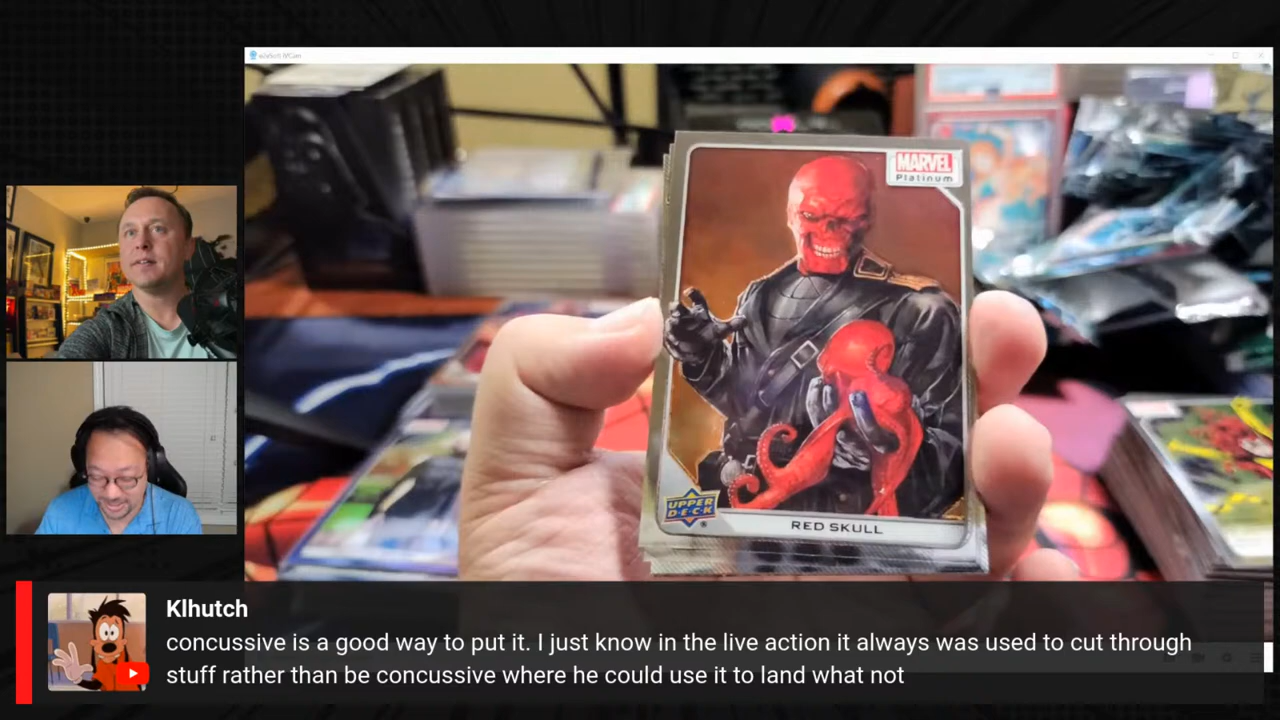 MARVEL
Platinum
UPPER
D·E·C·K
RED SKULL
Klhutch
concussive is a good way to put it. I just know in the live action it always was used to cut through
stuff rather than be concussive where he could use it to land what not